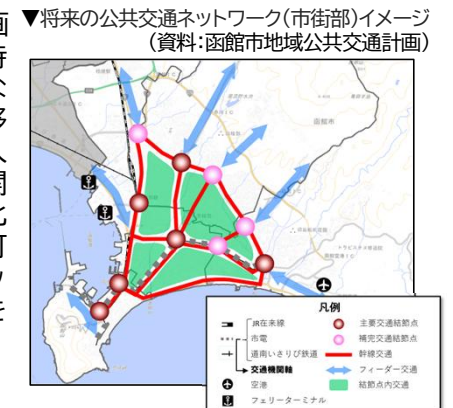 ▼将来の公共交通ネットワーク(市街部)イメージ
(資料:函館市地域公共交通計画)
画
時
函館市
凡例
JR在来線
市電
道南いさりび鉄道
交通機関軸
空港
フェリーターミナル
主要交通結節点
補完交通結節点
幹線交通
フィーダー交通
結節点内交通